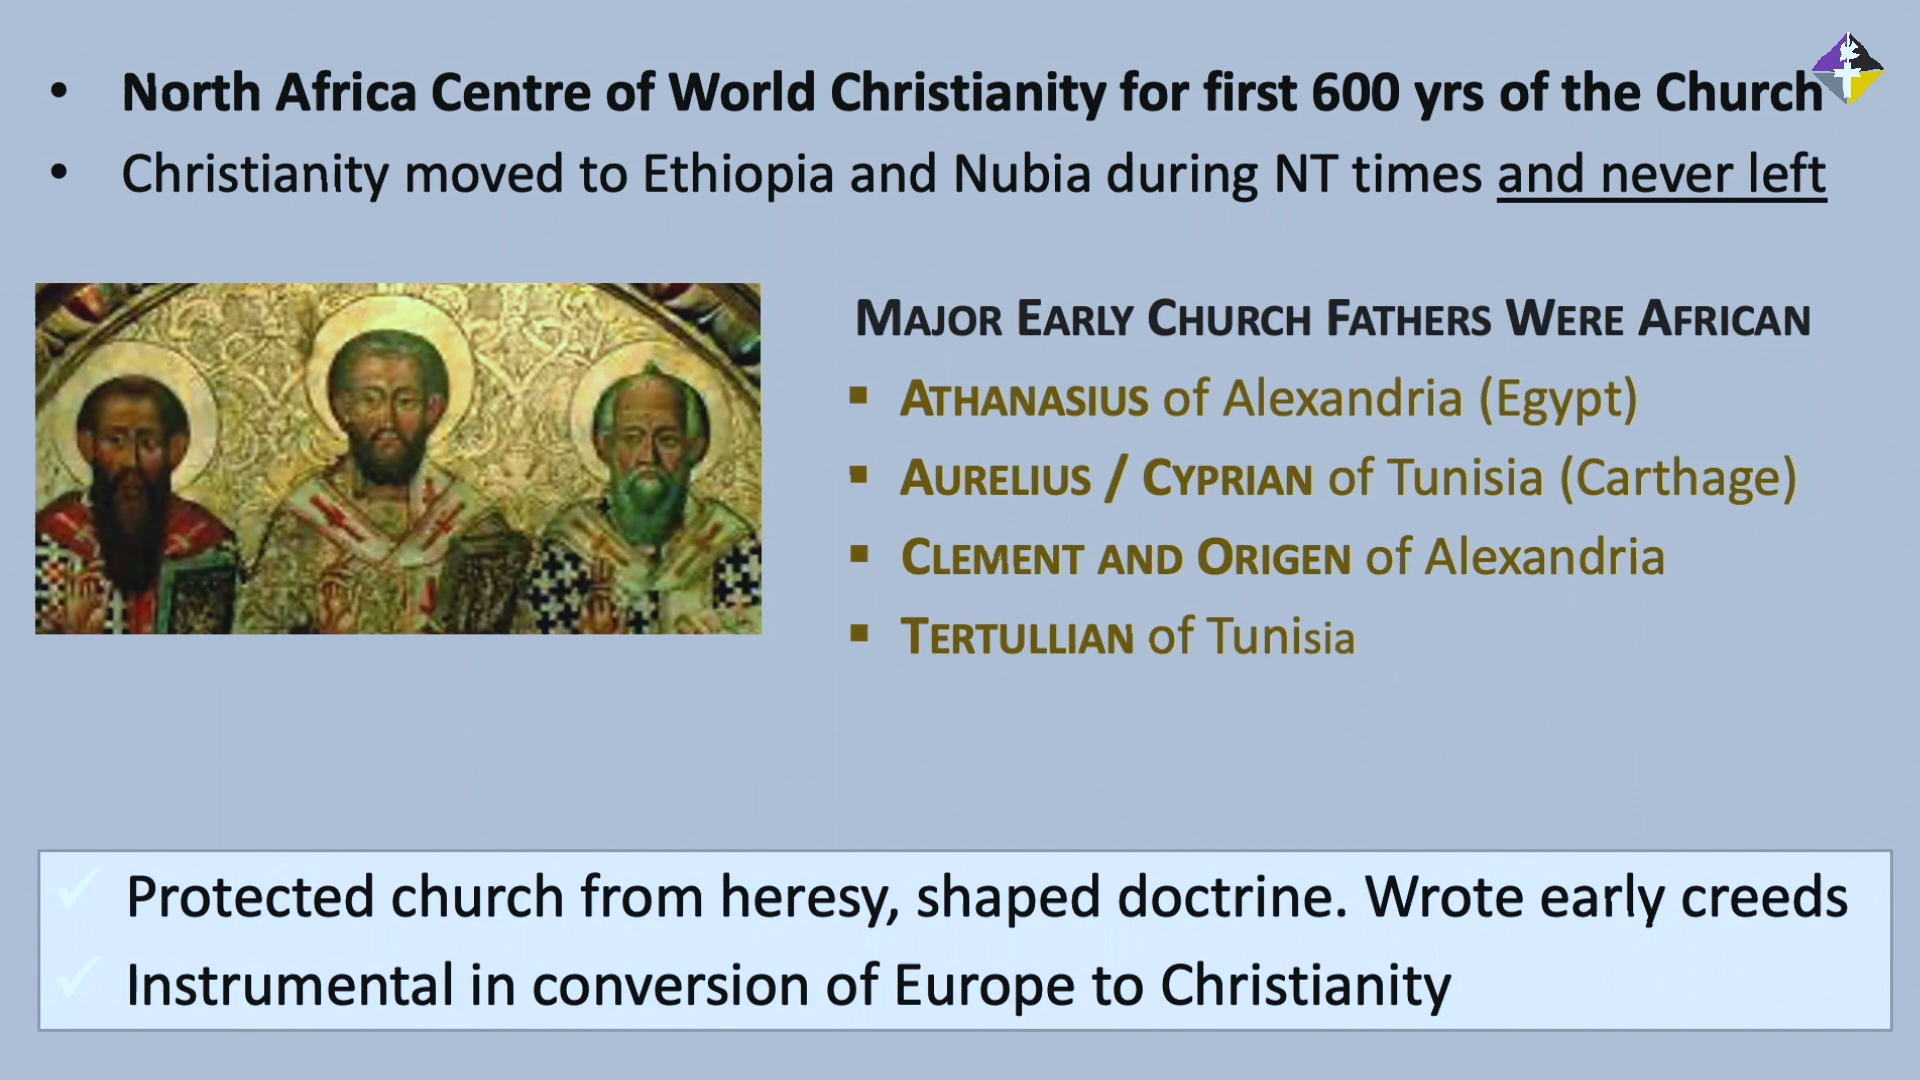 • North Africa Centre of World Christianity for first 600 yrs of the Church
• Christianity moved to Ethiopia and Nubia during NT times and never left
MAJOR EARLY CHURCH FATHERS WERE AFRICAN
▪ ATHANASIUS of Alexandria (Egypt)
▪ AURELIUS / CYPRIAN of Tunisia (Carthage)
▪ CLEMENT AND ORIGEN of Alexandria
▪ TERTULLIAN of Tunisia
✓ Protected church from heresy, shaped doctrine. Wrote early creeds
✓ Instrumental in conversion of Europe to Christianity